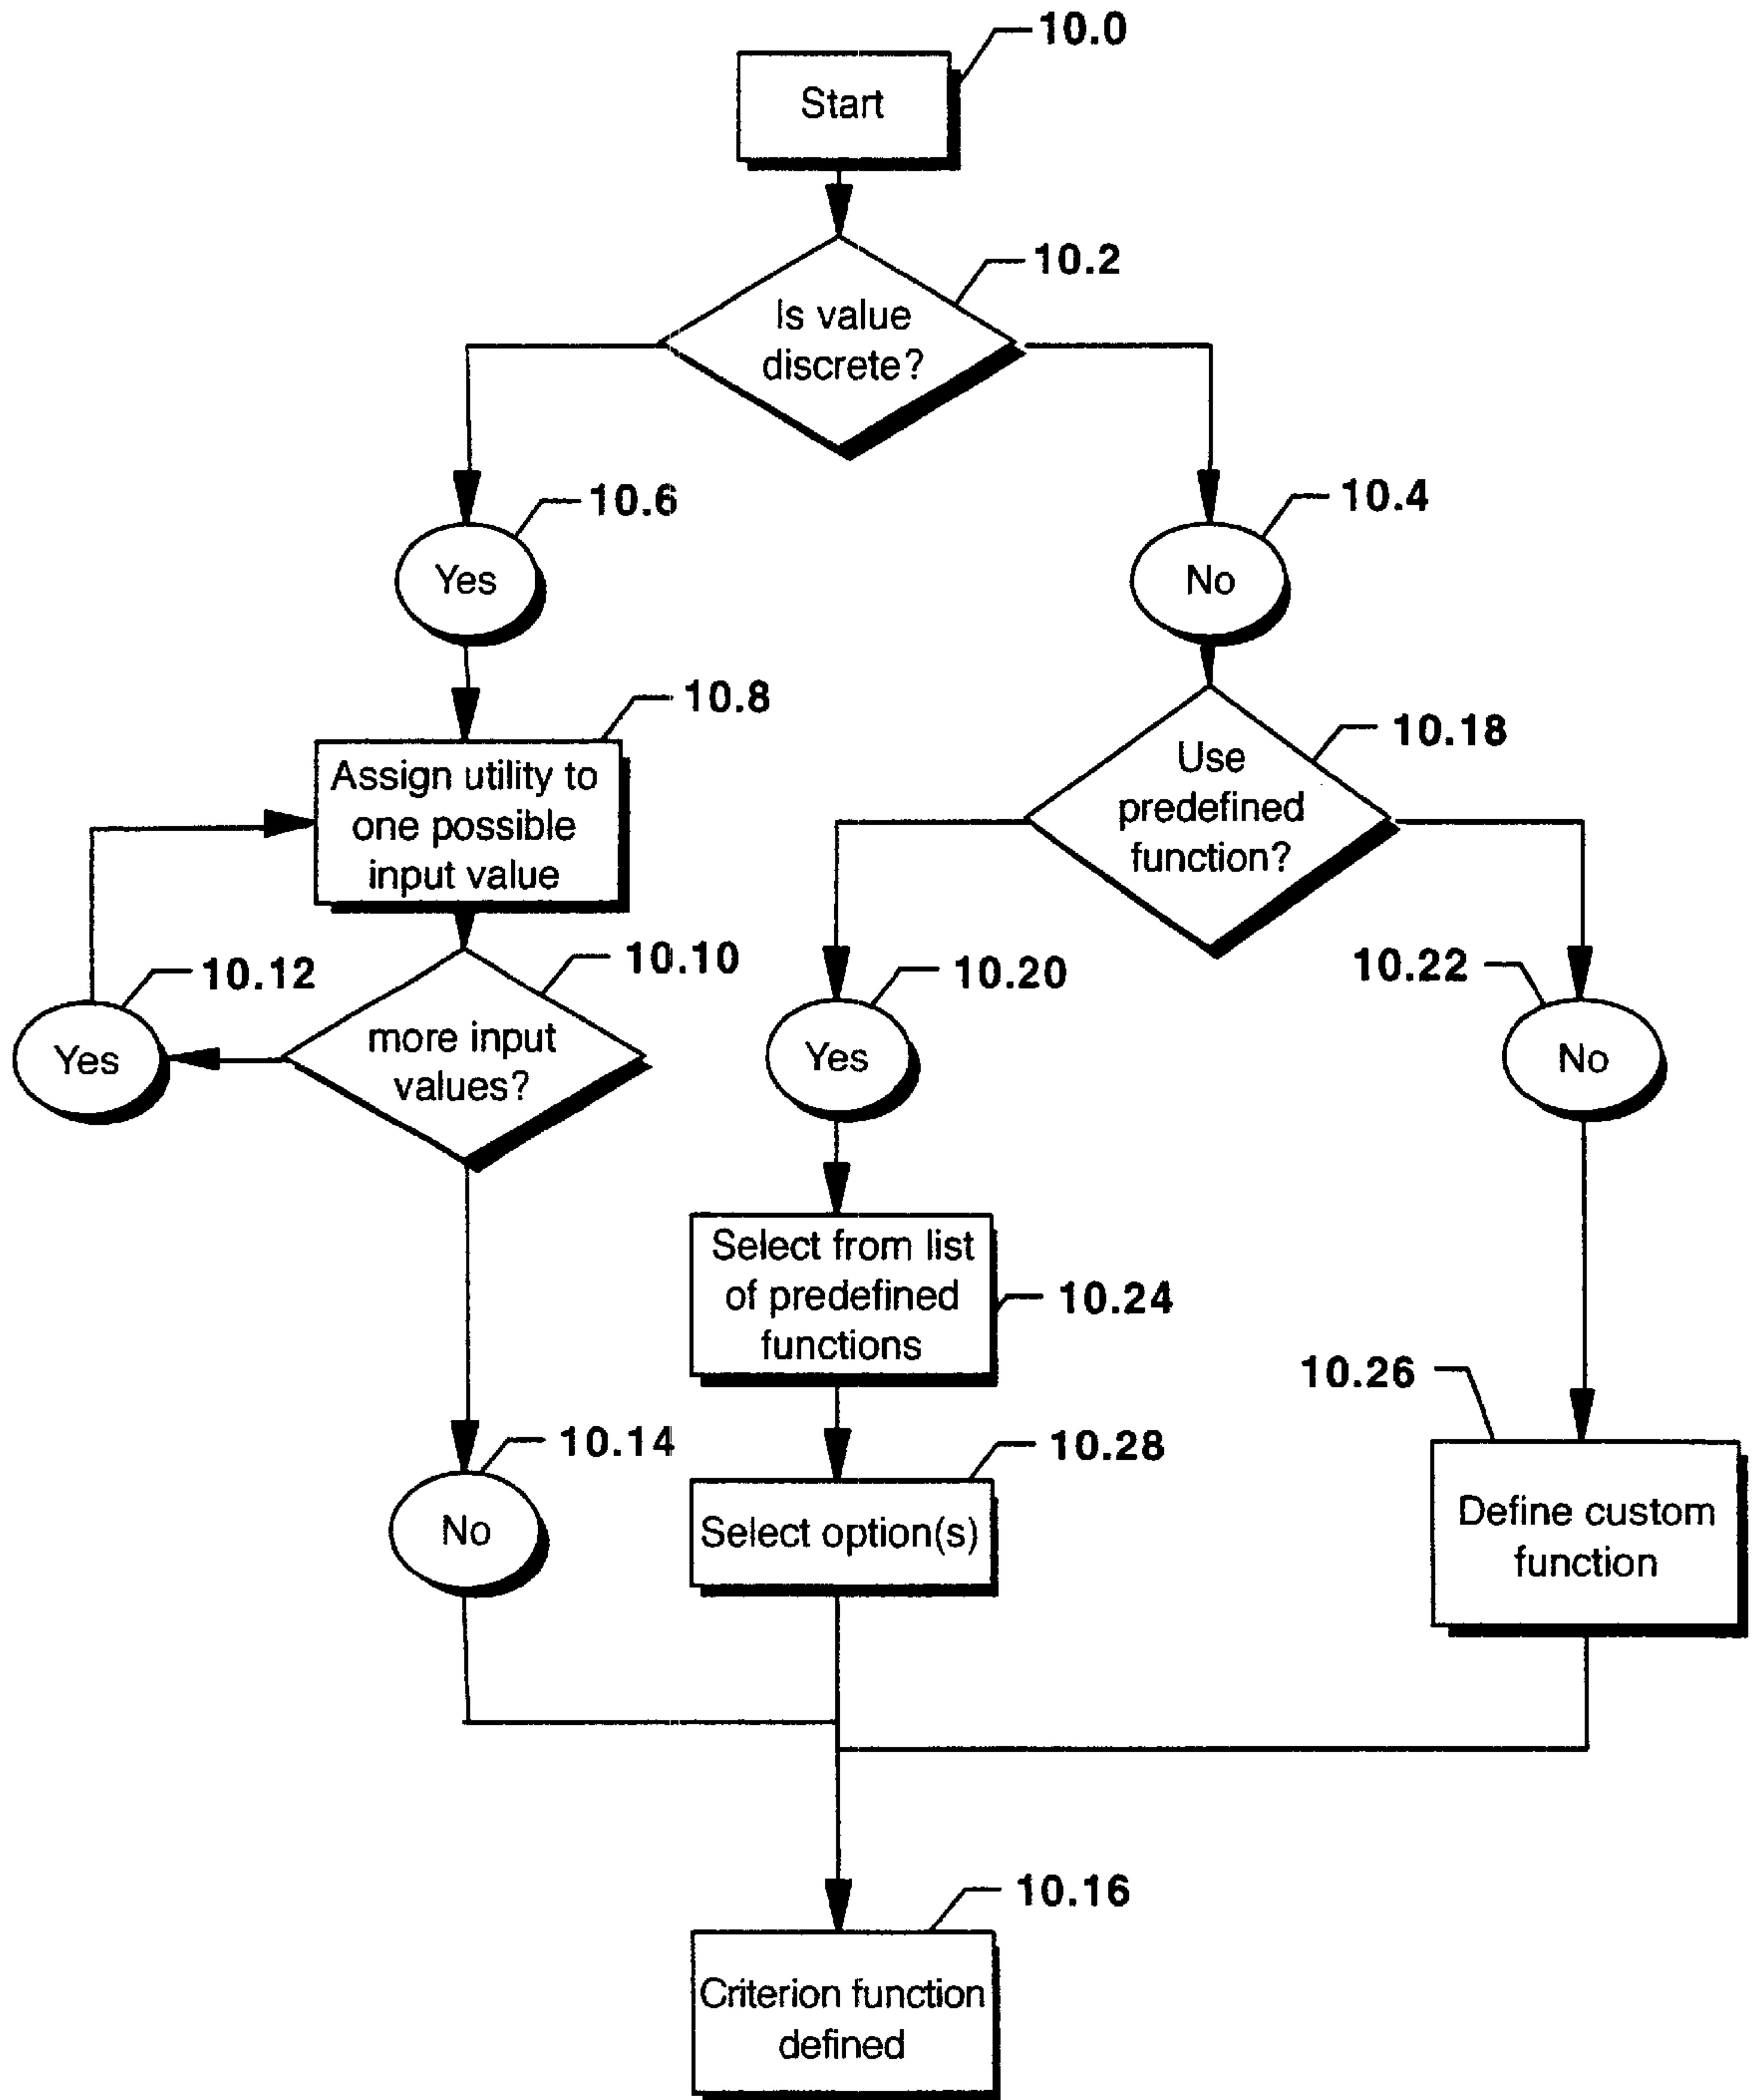 10.0
Start
10.2
Is value
discrete?
10.6
Yes
10.4
No
10.8
Assign utility to
one possible
input value
10.18
Use
predefined
function?
10.12
Yes
10.10
more input
values?
10.20
Yes
10.22
No
Select from list
of predefined
functions
10.24
10.14
No
10.28
Select option(s)
10.26
Define custom
function
10.16
Criterion function
defined